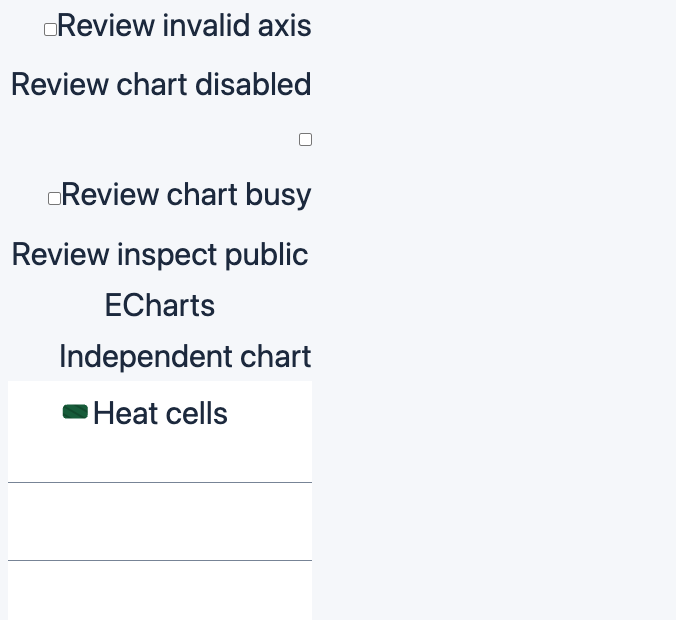 Review invalid axis
Review chart disabled
Review chart busy
Review inspect public
ECharts
Independent chart
Heat cells